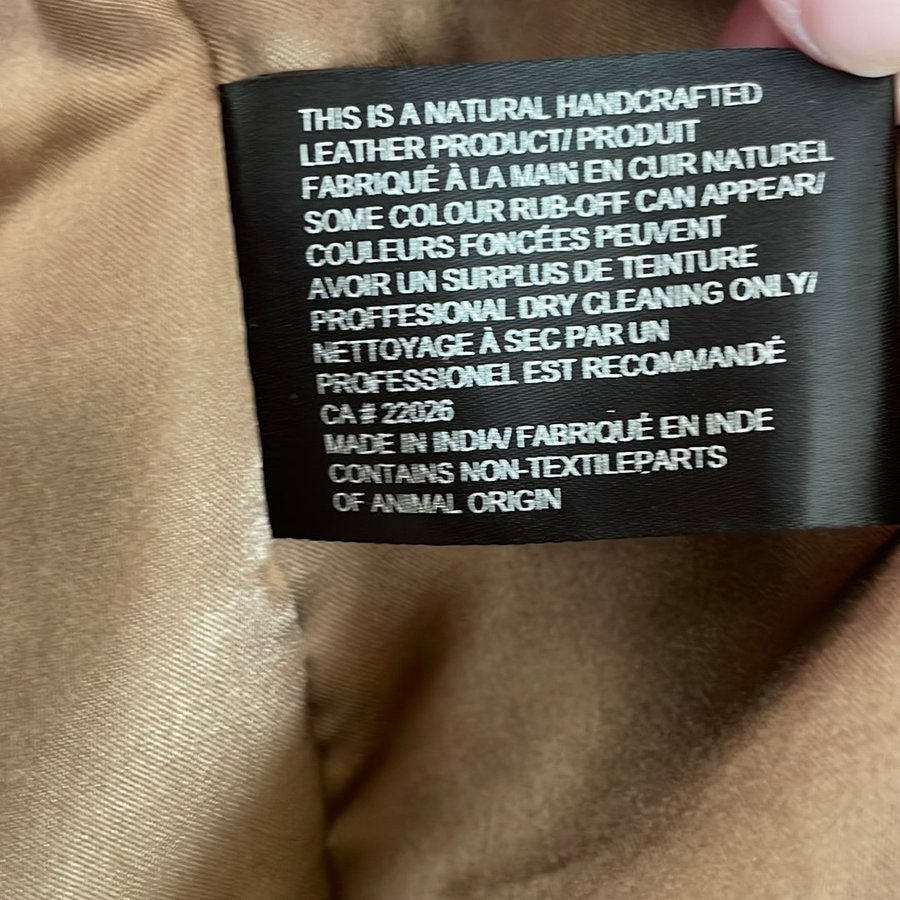 THIS IS A NATURAL HANDCRAFTED
LEATHER PRODUCT/ PRODUIT
FABRIQUÉ À LA MAIN EN CUIR NATUREL
SOME COLOUR RUB-OFF CAN APPEAR/
COULEURS FONCÉES PEUVENT
AVOIR UN SURPLUS DE TEINTURE
PROFFESIONAL DRY CLEANING ONLY/
NETTOYAGE À SEC PAR UN
PROFESSIONEL EST RECOMMANDÉ
CA # 22026
MADE IN INDIA/ FABRIQUÉ EN INDE
CONTAINS NON-TEXTILEPARTS
OF ANIMAL ORIGIN